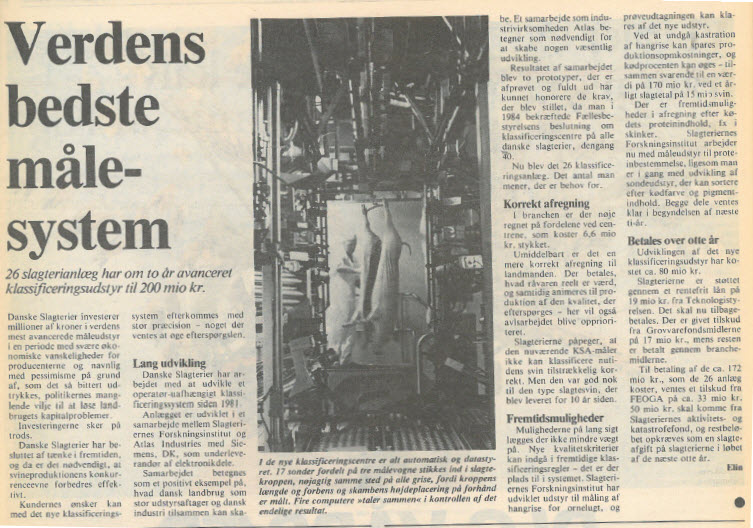 Verdens
bedste
måle-
system
26 slagterianlæg har om to år avanceret
klassificeringsudstyr til 200 mio kr.
Danske Slagterier investerer
millioner af kroner i verdens
mest avancerede måleudstyr
i en periode med svære øko-
nomiske vanskeligheder for
producenterne og navnlig
med pessimisme på grund
af, som det så bittert ud-
trykkes, politikernes mang-
lende vilje til at løse land-
brugets kapitalproblemer.
Investeringerne sker på
trods.
Danske Slagterier har be-
sluttet af tænke i fremtiden,
og da er det nødvendigt, at
svineproduktionens konkur-
renceevne forbedres effek-
tivt.
Kundernes ønsker kan
med det nye klassificerings-
system efterkommes med
stor præcision - noget der
ventes at øge efterspørgslen.
Lang udvikling
Danske Slagterier har ar-
bejdet med at udvikle et
operatør-uafhængigt klassi-
ficeringssystem siden 1981.
Anlægget er udviklet i et
samarbejde mellem Slagteri-
ernes Forskningsinstitut og
Atlas Industries med Sie-
mens, DK, som underleve-
randør af elektronikdele.
Samarbejdet betegnes
som et positivt eksempel på,
hvad dansk landbrug som
stor udstyrsaftager og dansk
industri tilsammen kan ska-
I de nye klassificeringscentre er alt automatisk og datasty-
ret. 17 sonder fordelt på tre målevogne stikkes ind i slagte-
kroppen, nøjagtig samme sted på alle grise, fordi kroppens
længde og forbens og skambens højdeplacering på forhånd
er målt. Fire computere »taler sammen« i kontrollen af det
endelige resultat.
be. Et samarbejde som indu-
strivirksomheden Atlas be-
tegner som nødvendigt for
at skabe nogen væsentlig
udvikling.
Resultatet af samarbejdet
blev to prototyper, der er
afprøvet og fuldt ud har
kunnet honorere de krav,
der blev stillet, da man i
1984 bekræftede Fællesbe-
styrelsens beslutning om
klassificeringscentre på alle
danske slagterier, dengang
40.
Nu blev det 26 klassifice-
ringsanlæg. Det antal man
mener, der er behov for.
Korrekt afregning
I branchen er der nøje
regnet på fordelene ved cen-
trene, som koster 6,6 mio
kr. stykket.
Umiddelbart er det en
mere korrekt afregning til
landmanden. Der betales,
hvad råvaren reelt er værd,
og samtidig animeres til pro-
duktion af den kvalitet, der
efterspørges - her vil også
avlsarbejdet blive opprior-
teret.
Slagterierne påpeger, at
den nuværende KSA-måler
ikke kan klassificere nuti-
dens svin tilstrækkelig kor-
rekt. Men den var god nok
til den type slagtesvin, der
blev leveret for 10 år siden.
Fremtidsmuligheder
Mulighederne på lang sigt
lægges der ikke mindre vægt
på. Nye kvalitetskriterier
kan indgå i fremtidige klas-
sificeringsregler - det er der
plads til i systemet. Slagteri-
ernes Forskningsinstitut har
udviklet udstyr til måling af
hangrise for ornelugt, og
prøveudtagningen kan kla-
res af det nye udstyr.
Ved at undgå kastration
af hangrise kan spares pro-
duktionsomkostninger, og
kødprocenten kan øges - til-
sammen svarende til en vær-
di på 170 mio kr. ved et år-
ligt slagtetal på 15 mio svin.
Der er fremtidsmulig-
heder i afregning efter kø-
dets proteinindhold, fx i
skinker. Slagteriernes
Forskningsinstitut arbejder
nu med måleudstyr til prote-
inbestemmelse, ligesom man
er i gang med udvikling af
sondeudstyr, der kan sortere
efter kødfarve og pigment-
indhold. Begge dele ventes
klar i begyndelsen af næste
ti-år.
Betales over otte år
Udviklingen af det nye
klassificeringsudstyr har ko-
stet ca. 80 mio kr.
Slagterierne er støttet
gennem et rentefrit lån på
19 mio kr. fra Teknologisty-
relsen. Det skal nu tilbage-
betales. Der er givet tilskud
fra Grovvarefondsmidlerne
på 17 mio kr., mens resten
er betalt gennem branche-
midlerne.
Til betaling af de ca. 172
mio kr., som de 26 anlæg
koster, ventes et tilskud fra
FEOGA på ca. 33 mio kr.
50 mio kr. skal komme fra
Slagteriernes aktivitets- og
katastrofefond, og restbelø-
bet opkræves som en slagte-
afgift på slagterierne i løbet
af de næste otte år.
Elin